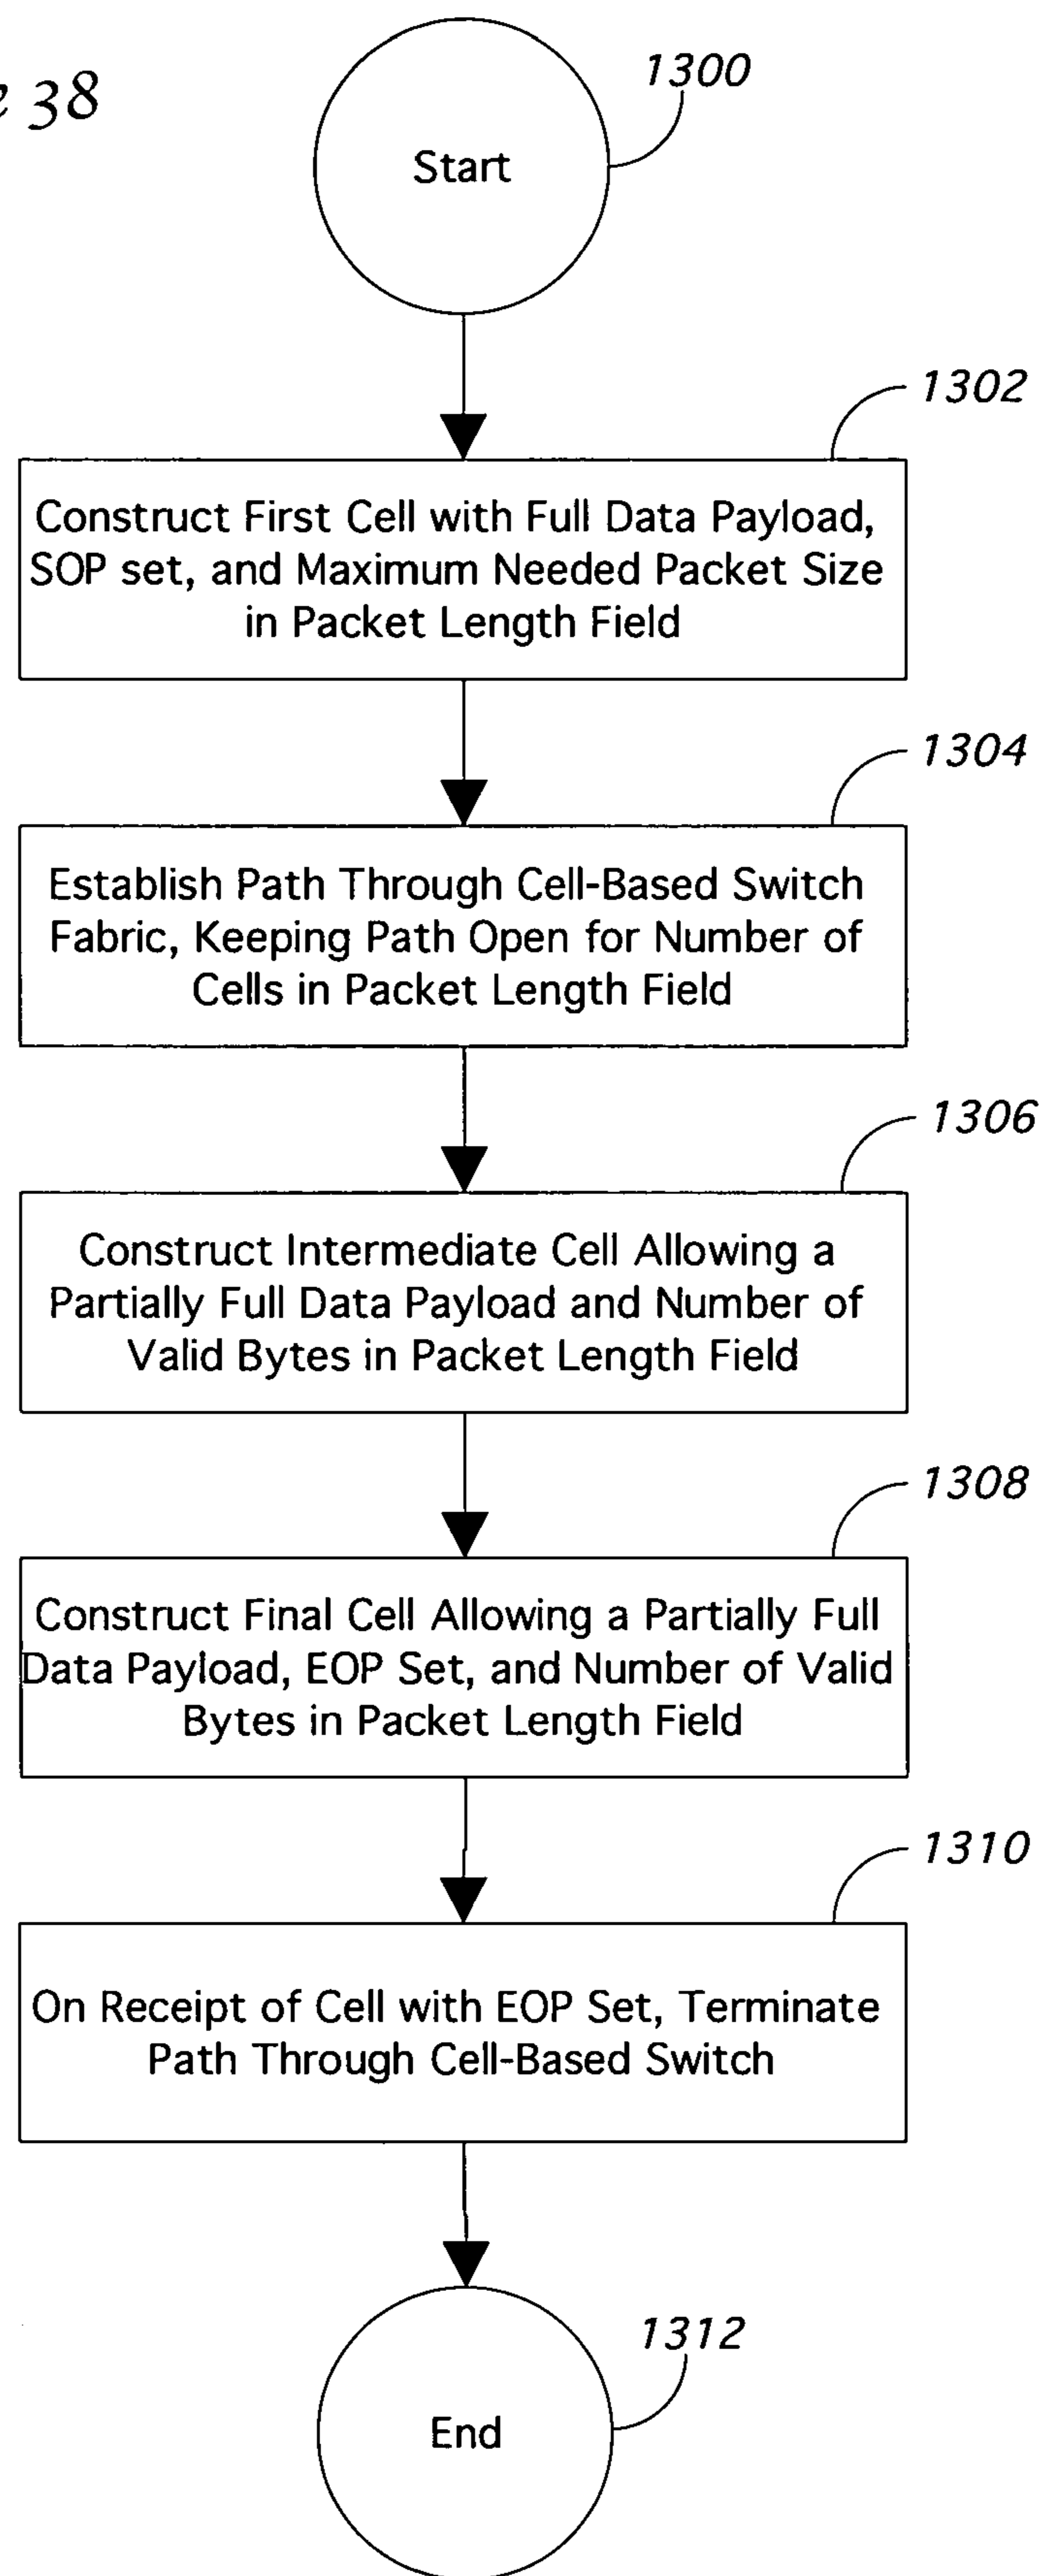 38
1300
Start
1302
Construct First Cell with Full Data Payload,
SOP set, and Maximum Needed Packet Size
in Packet Length Field
1304
Establish Path Through Cell-Based Switch
Fabric, Keeping Path Open for Number of
Cells in Packet Length Field
1306
Construct Intermediate Cell Allowing a
Partially Full Data Payload and Number of
Valid Bytes in Packet Length Field
1308
Construct Final Cell Allowing a Partially Full
Data Payload, EOP Set, and Number of Valid
Bytes in Packet Length Field
1310
On Receipt of Cell with EOP Set, Terminate
Path Through Cell-Based Switch
1312
End